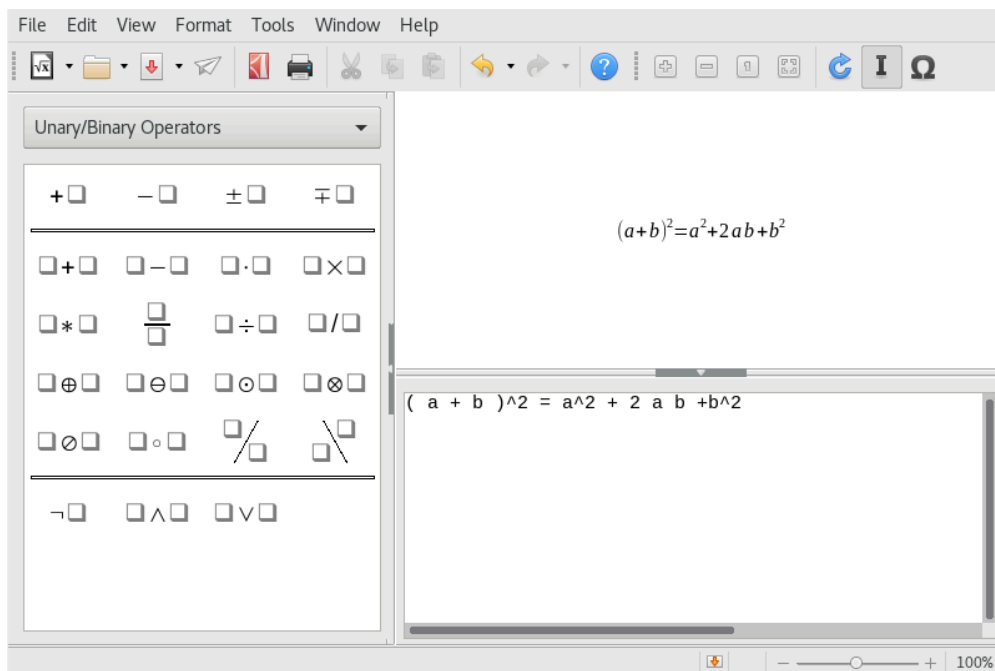 File Edit View Format Tools Window Help
√x ¶ I Ω
Unary/Binary Operators
+□ −□ ±□ ∓□
□+□ □−□ □·□ □×□
□∗□ □/□ □÷□ □/□
□⊕□ □⊖□ □⊙□ □⊗□
□⊘□ □∘□ □/□ □\□
¬□ □∧□ □∨□
(a+b)²=a²+2ab+b²
( a + b )^2 = a^2 + 2 a b +b^2
100%